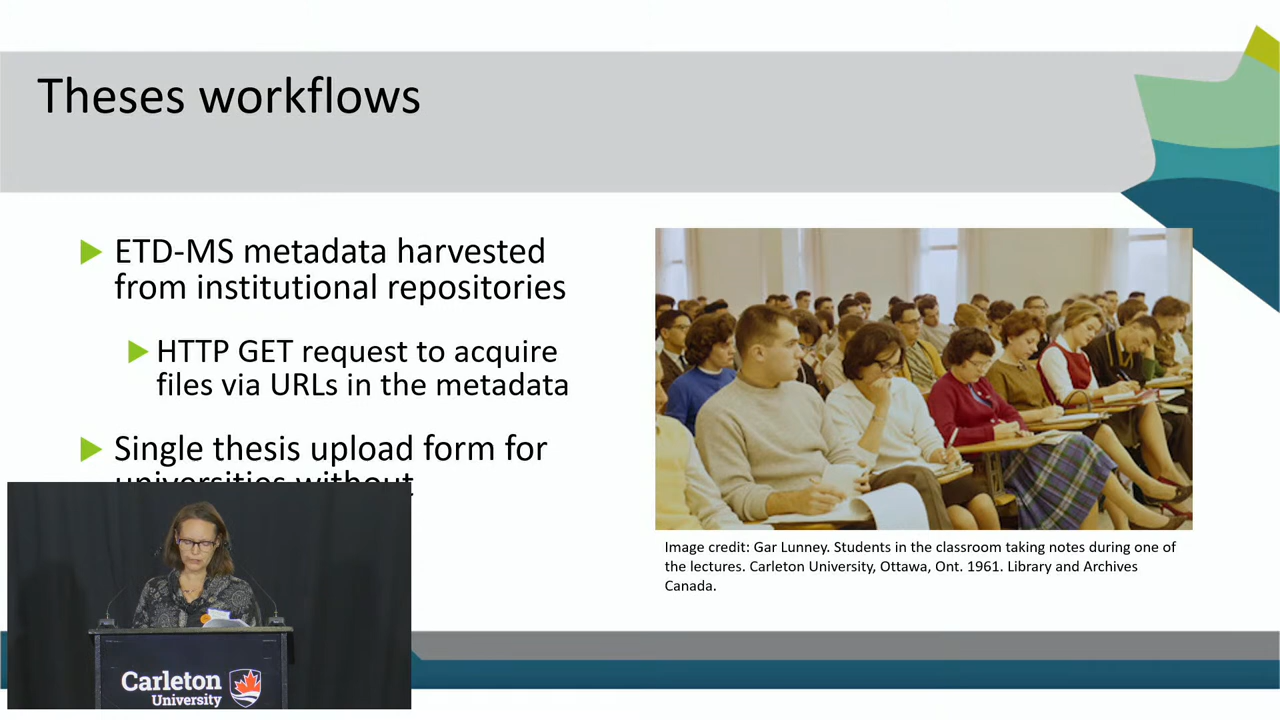 Theses workflows
ETD-MS metadata harvested
from institutional repositories
HTTP GET request to acquire
files via URLs in the metadata
Single thesis upload form for
universities without
Image credit: Gar Lunney. Students in the classroom taking notes during one of
the lectures. Carleton University, Ottawa, Ont. 1961. Library and Archives
Canada.
Carleton
University